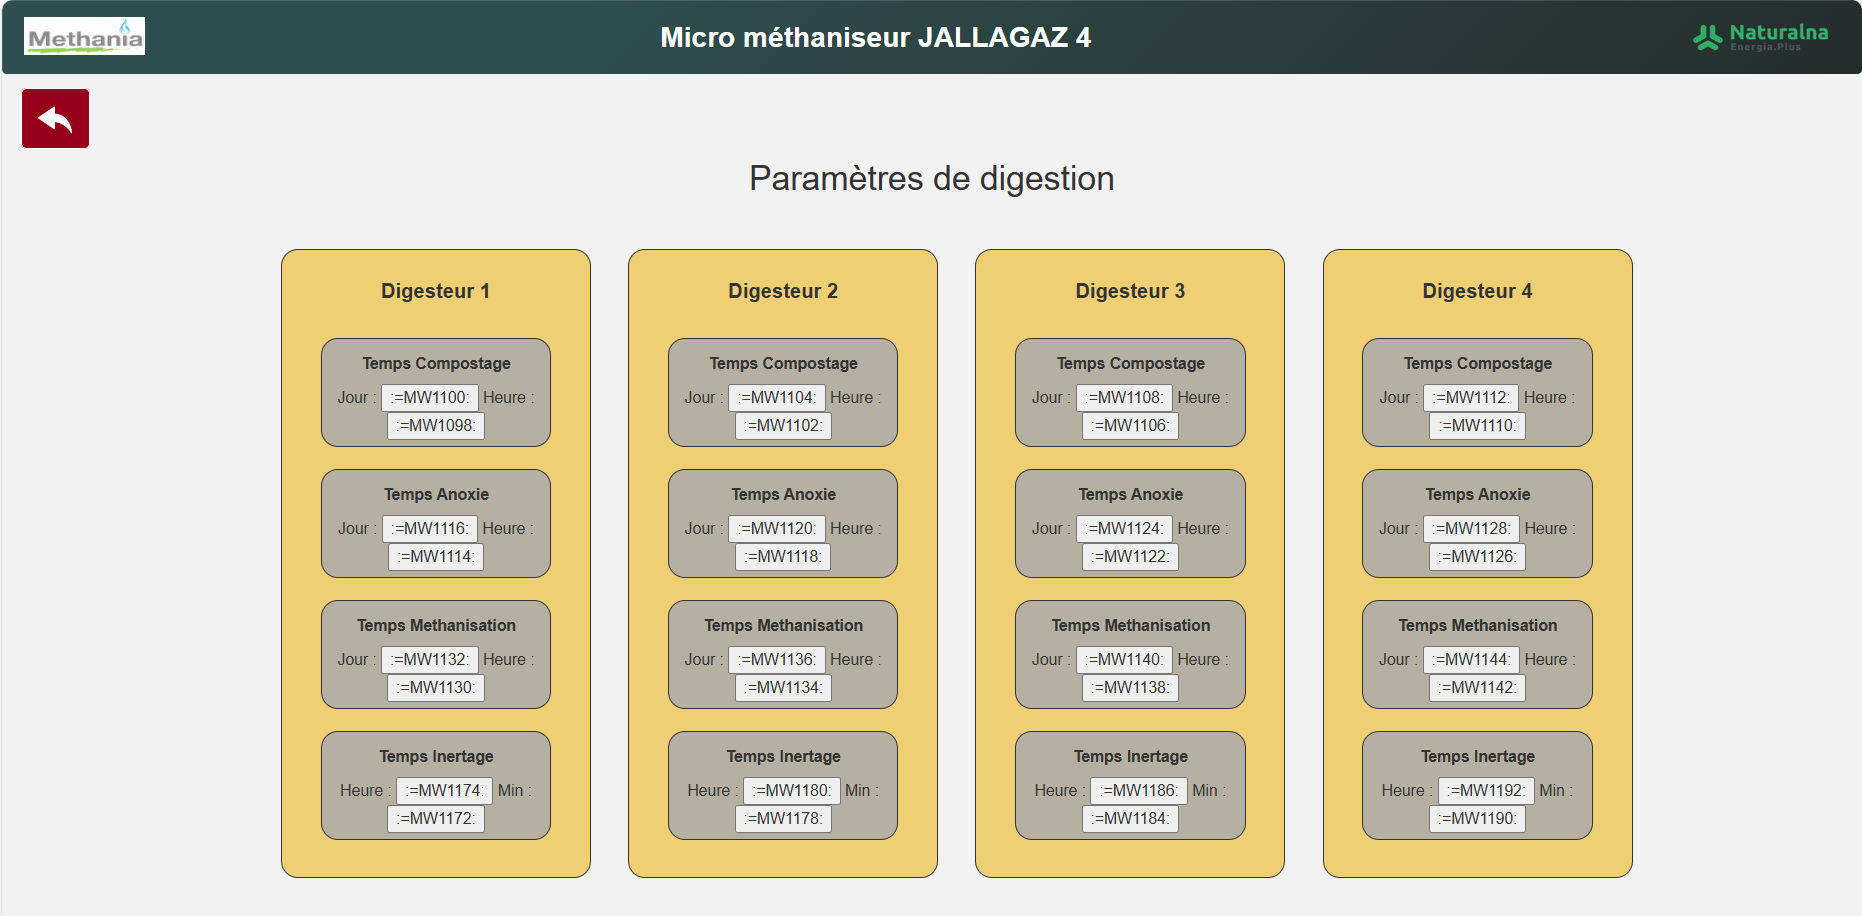 Methania
Micro méthaniseur JALLAGAZ 4
Naturalna
Energia.Plus
Paramètres de digestion
Digesteur 1
Temps Compostage
Jour : :=MW1100: Heure :
:=MW1098:
Temps Anoxie
Jour : :=MW1116: Heure :
:=MW1114:
Temps Methanisation
Jour : :=MW1132: Heure :
:=MW1130:
Temps Inertage
Heure : :=MW1174: Min :
:=MW1172:
Digesteur 2
Temps Compostage
Jour : :=MW1104: Heure :
:=MW1102:
Temps Anoxie
Jour : :=MW1120: Heure :
:=MW1118:
Temps Methanisation
Jour : :=MW1136: Heure :
:=MW1134:
Temps Inertage
Heure : :=MW1180: Min :
:=MW1178:
Digesteur 3
Temps Compostage
Jour : :=MW1108: Heure :
:=MW1106:
Temps Anoxie
Jour : :=MW1124: Heure :
:=MW1122:
Temps Methanisation
Jour : :=MW1140: Heure :
:=MW1138:
Temps Inertage
Heure : :=MW1186: Min :
:=MW1184:
Digesteur 4
Temps Compostage
Jour : :=MW1112: Heure :
:=MW1110:
Temps Anoxie
Jour : :=MW1128: Heure :
:=MW1126:
Temps Methanisation
Jour : :=MW1144: Heure :
:=MW1142:
Temps Inertage
Heure : :=MW1192: Min :
:=MW1190: